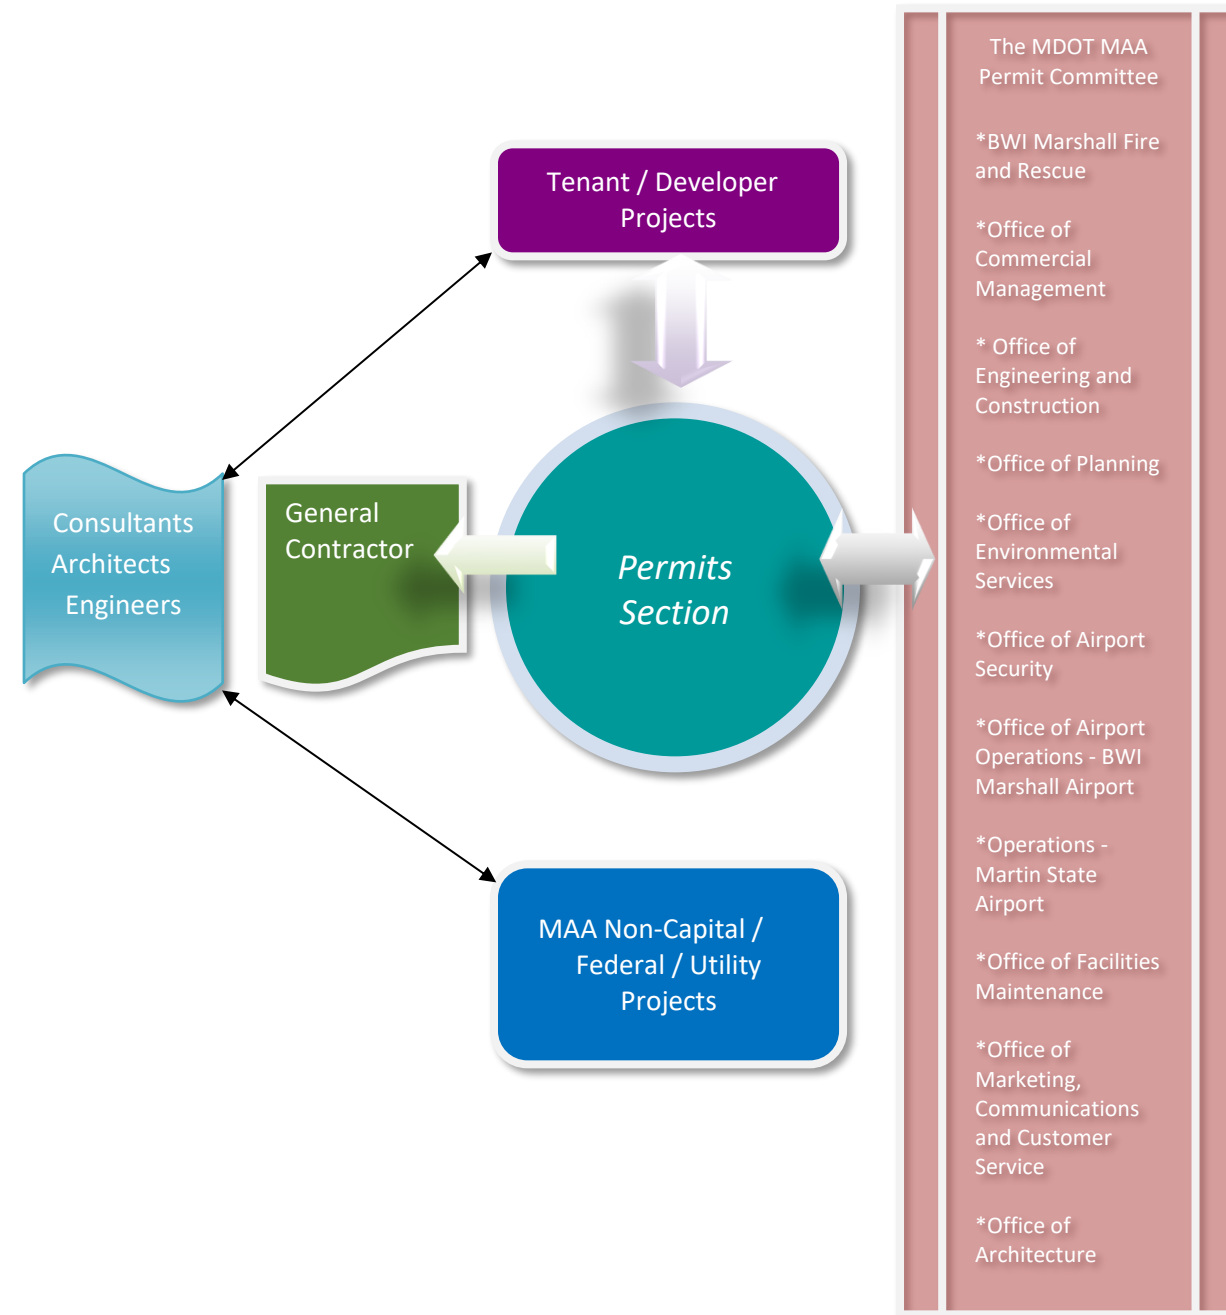 Tenant / Developer
Projects
Consultants
Architects
Engineers
General
Contractor
Permits
Section
MAA Non-Capital /
Federal / Utility
Projects
The MDOT MAA
Permit Committee
*BWI Marshall Fire
and Rescue
*Office of
Commercial
Management
* Office of
Engineering and
Construction
*Office of Planning
*Office of
Environmental
Services
*Office of Airport
Security
*Office of Airport
Operations - BWI
Marshall Airport
*Operations -
Martin State
Airport
*Office of Facilities
Maintenance
*Office of
Marketing,
Communications
and Customer
Service
*Office of
Architecture